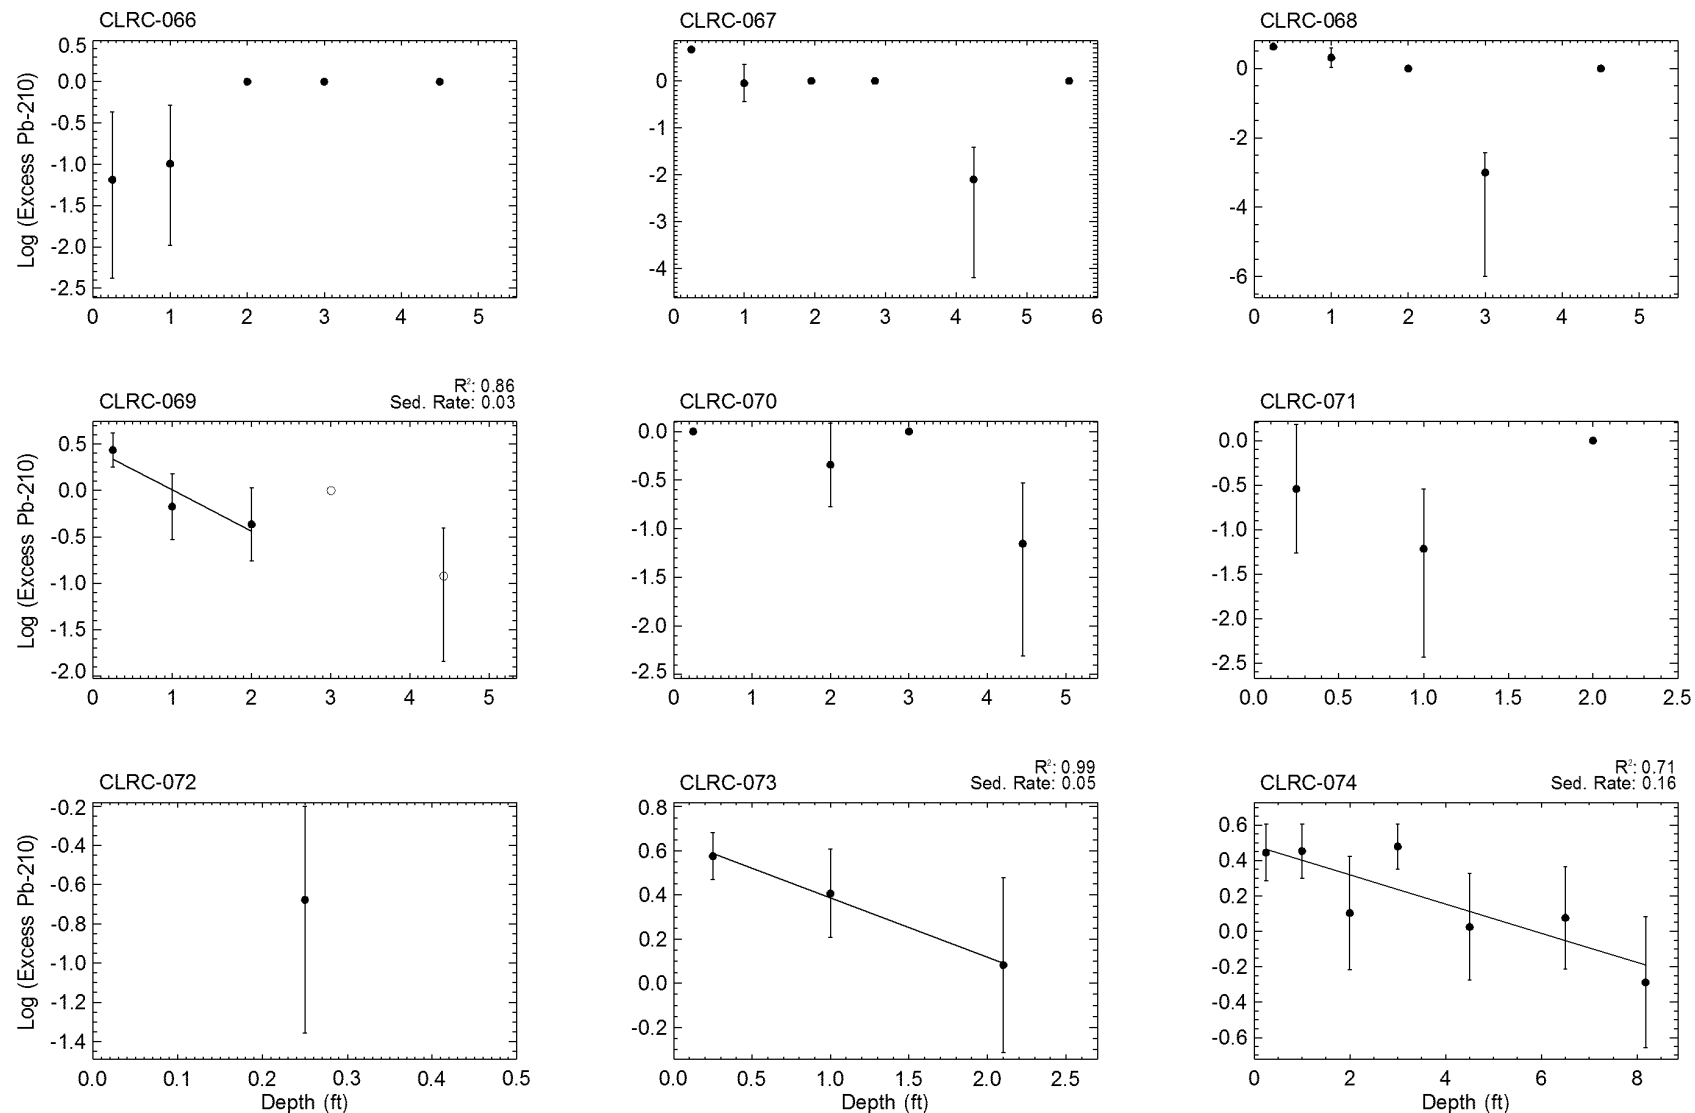 CLRC-066
Log (Excess Pb-210)
0.5
0.0
-0.5
-1.0
-1.5
-2.0
-2.5
0 1 2 3 4 5
CLRC-067
0
-1
-2
-3
-4
0 1 2 3 4 5 6
CLRC-068
0
-2
-4
-6
0 1 2 3 4 5
CLRC-069
R²: 0.86
Sed. Rate: 0.03
Log (Excess Pb-210)
0.5
0.0
-0.5
-1.0
-1.5
-2.0
0 1 2 3 4 5
CLRC-070
0.0
-0.5
-1.0
-1.5
-2.0
-2.5
0 1 2 3 4 5
CLRC-071
0.0
-0.5
-1.0
-1.5
-2.0
-2.5
0.0 0.5 1.0 1.5 2.0 2.5
CLRC-072
Log (Excess Pb-210)
-0.2
-0.4
-0.6
-0.8
-1.0
-1.2
-1.4
0.0 0.1 0.2 0.3 0.4 0.5
Depth (ft)
CLRC-073
R²: 0.99
Sed. Rate: 0.05
0.8
0.6
0.4
0.2
0.0
-0.2
0.0 0.5 1.0 1.5 2.0 2.5
Depth (ft)
CLRC-074
R²: 0.71
Sed. Rate: 0.16
0.6
0.4
0.2
0.0
-0.2
-0.4
-0.6
0 2 4 6 8
Depth (ft)